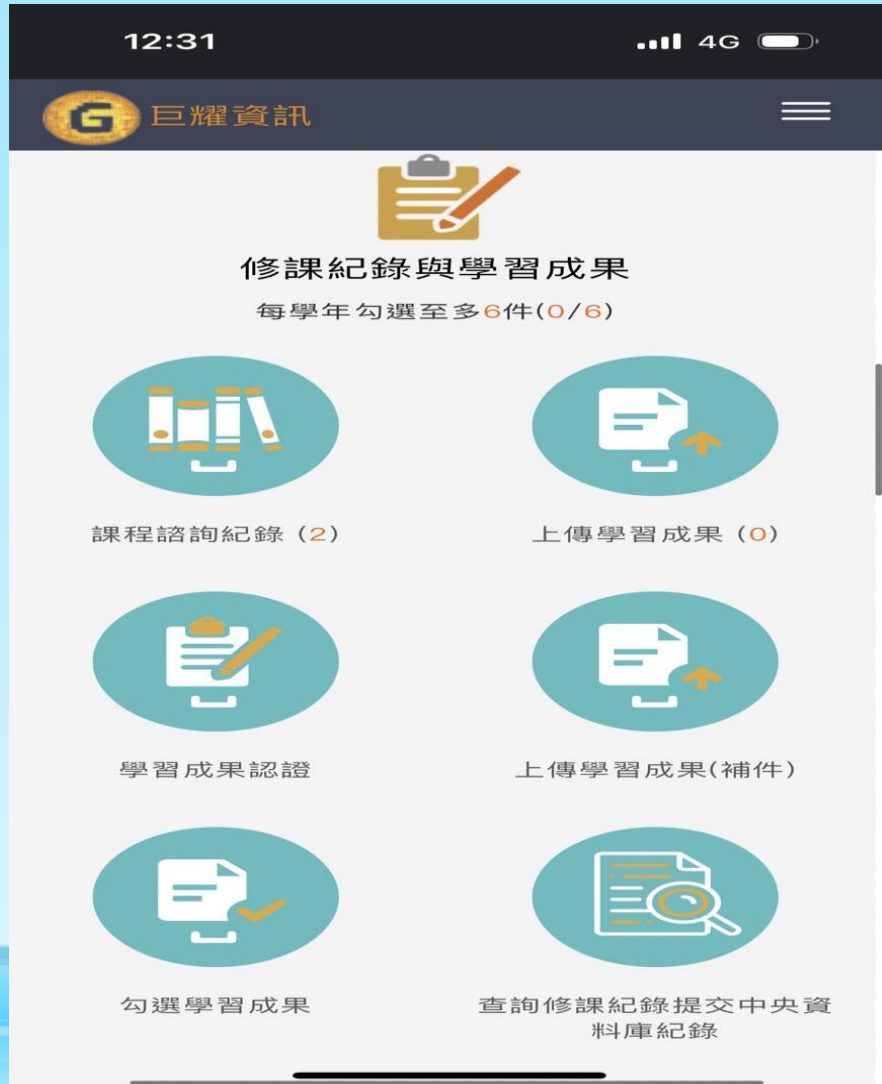 12:31
4G
G 巨耀資訊
修課紀錄與學習成果
每學年勾選至多6件(0/6)
課程諮詢紀錄 (2)
上傳學習成果 (0)
學習成果認證
上傳學習成果(補件)
勾選學習成果
查詢修課紀錄提交中央資
料庫紀錄